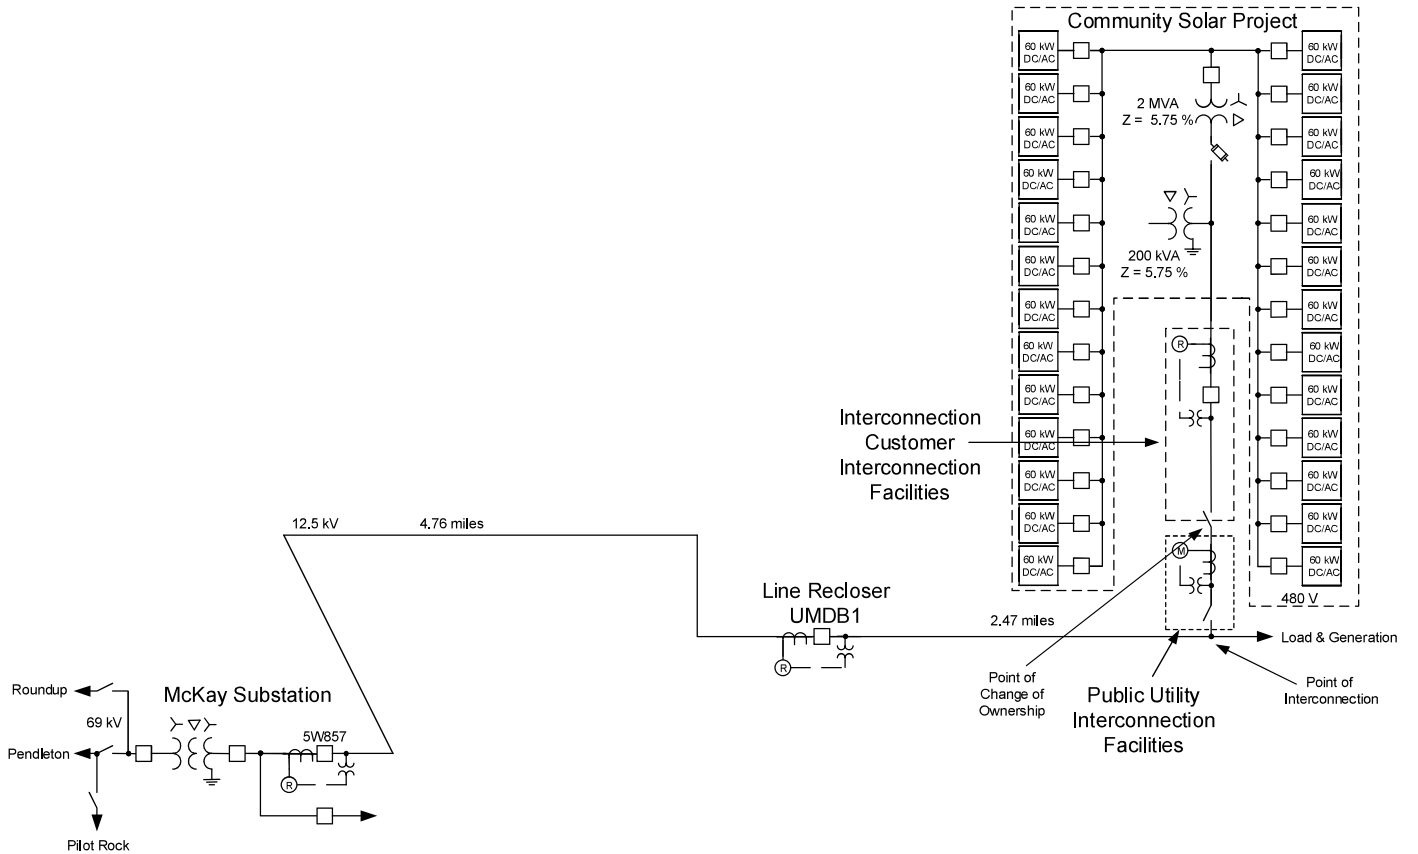 Community Solar Project
60 kW
DC/AC
60 kW
DC/AC
60 kW
DC/AC
60 kW
DC/AC
60 kW
DC/AC
60 kW
DC/AC
60 kW
DC/AC
60 kW
DC/AC
60 kW
DC/AC
60 kW
DC/AC
60 kW
DC/AC
60 kW
DC/AC
60 kW
DC/AC
2 MVA
Z = 5.75 %
200 kVA
Z = 5.75 %
R
M
60 kW
DC/AC
60 kW
DC/AC
60 kW
DC/AC
60 kW
DC/AC
60 kW
DC/AC
60 kW
DC/AC
60 kW
DC/AC
60 kW
DC/AC
60 kW
DC/AC
60 kW
DC/AC
60 kW
DC/AC
60 kW
DC/AC
60 kW
DC/AC
480 V
Interconnection
Customer
Interconnection
Facilities
12.5 kV
4.76 miles
Line Recloser
UMDB1
R
2.47 miles
Load & Generation
Point of
Change of
Ownership
Public Utility
Interconnection
Facilities
Point of
Interconnection
McKay Substation
Roundup
69 kV
Pendleton
5W857
R
Pilot Rock